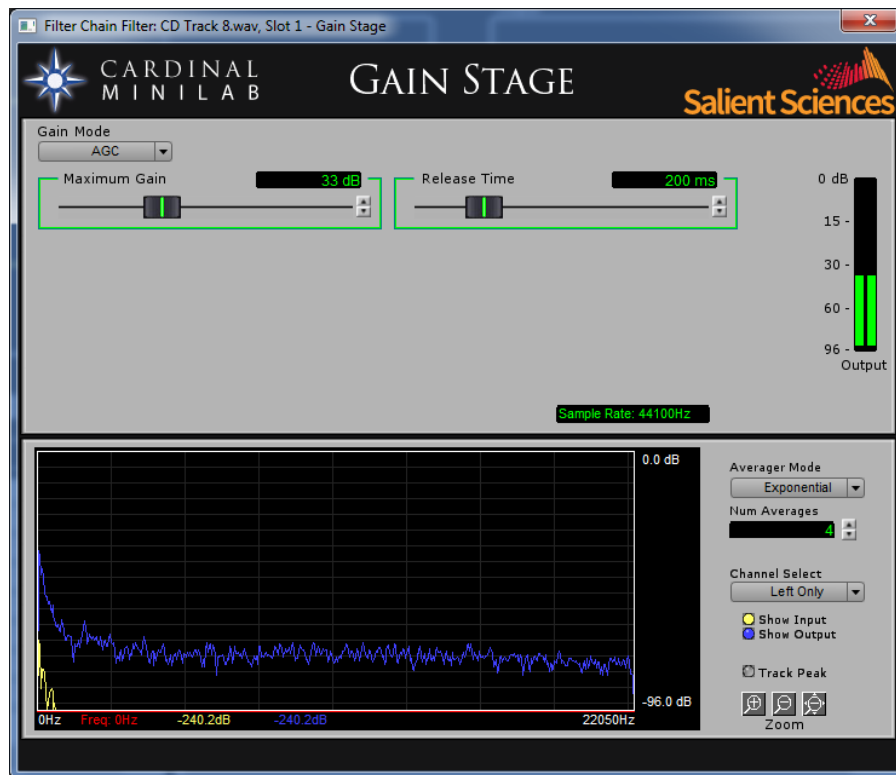 Filter Chain Filter: CD Track 8.wav, Slot 1 - Gain Stage
CARDINAL
MINILAB
GAIN STAGE
Salient Sciences
Gain Mode
AGC
Maximum Gain 33 dB
Release Time 200 ms
0 dB
15 -
30 -
60 -
96 -
Output
Sample Rate: 44100Hz
0.0 dB
-96.0 dB
0Hz Freq: 0Hz -240.2dB -240.2dB 22050Hz
Averager Mode
Exponential
Num Averages
4
Channel Select
Left Only
Show Input
Show Output
Track Peak
Zoom